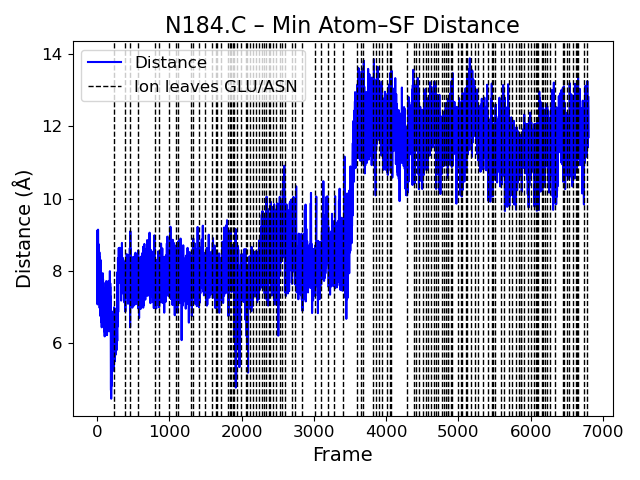 N184.C – Min Atom–SF Distance
Distance (Å)
14
12
10
8
6
Distance
Ion leaves GLU/ASN
0 1000 2000 3000 4000 5000 6000 7000
Frame